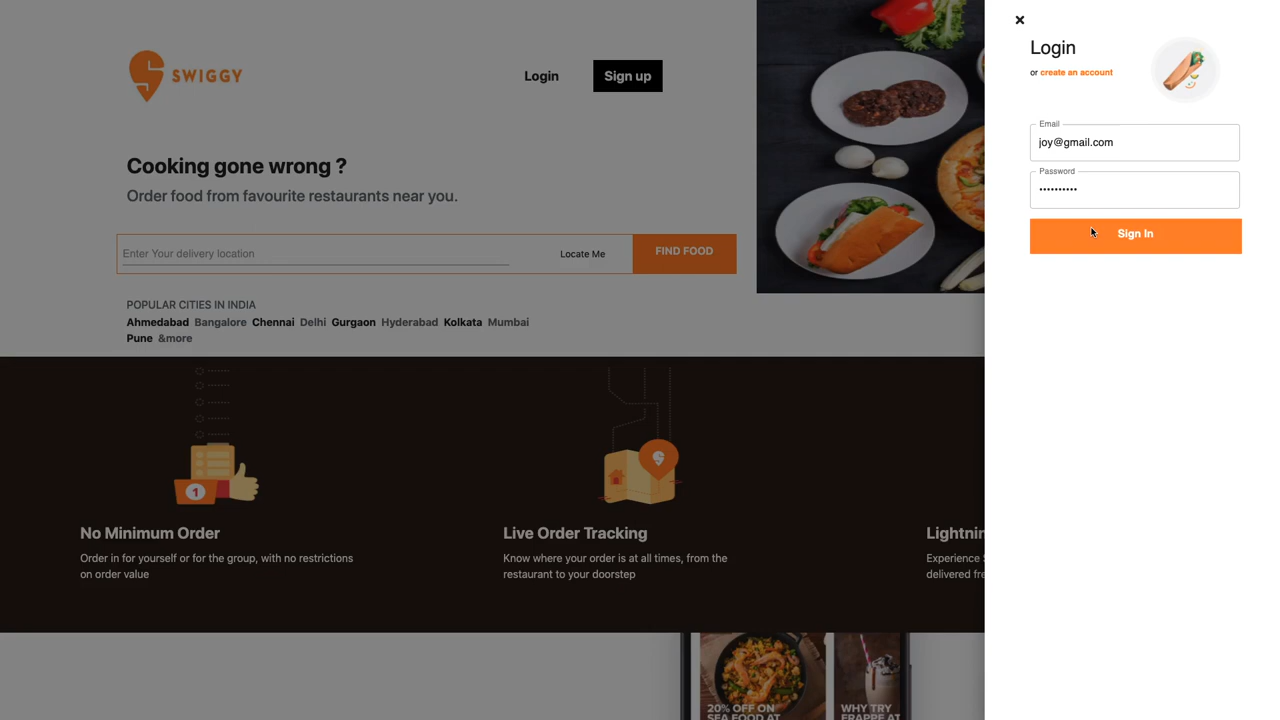 SWIGGY
Login
Sign up
Cooking gone wrong ?
Order food from favourite restaurants near you.
Enter Your delivery location
Locate Me
FIND FOOD
POPULAR CITIES IN INDIA
Ahmedabad Bangalore Chennai Delhi Gurgaon Hyderabad Kolkata Mumbai
Pune &more
1
No Minimum Order
Order in for yourself or for the group, with no restrictions
on order value
Live Order Tracking
Know where your order is at all times, from the
restaurant to your doorstep
Lightnin
Experience
delivered fre
20% OFF ON
SEA FOOD AT
WHY TRY
FRAPPE AT
×
Login
or create an account
Email
joy@gmail.com
Password
••••••••••
Sign In